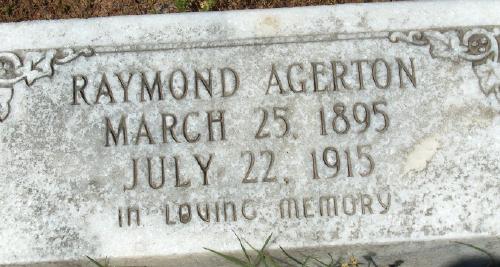 RAYMOND AGERTON
MARCH 25, 1895
JULY 22, 1915
IN LOVING MEMORY